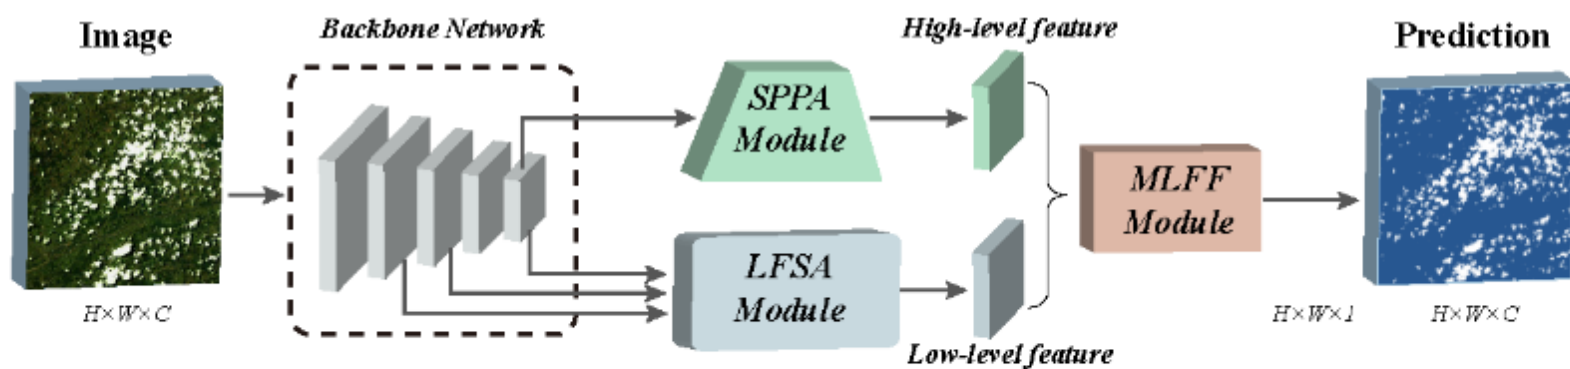 Image
Backbone Network
High-level feature
Prediction
SPPA
Module
MLFF
Module
LFSA
Module
H×W×C
Low-level feature
H×W×1
H×W×C